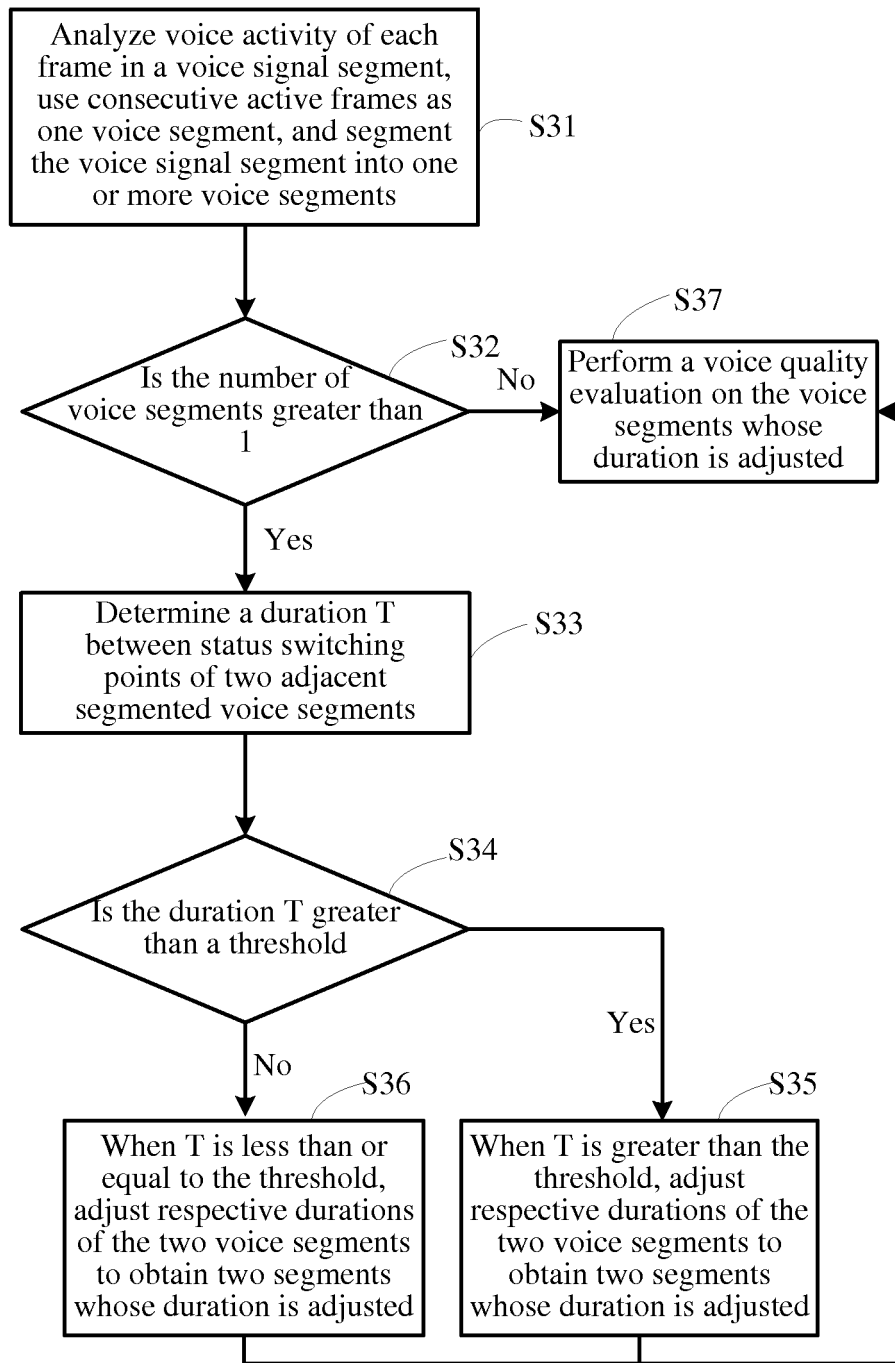 Analyze voice activity of each
frame in a voice signal segment,
use consecutive active frames as
one voice segment, and segment
the voice signal segment into one
or more voice segments
S31
S37
S32
Is the number of
voice segments greater than
1
No
Perform a voice quality
evaluation on the voice
segments whose
duration is adjusted
Yes
Determine a duration T
between status switching
points of two adjacent
segmented voice segments
S33
S34
Is the duration T greater
than a threshold
Yes
No
S36
S35
When T is less than or
equal to the threshold,
adjust respective durations
of the two voice segments
to obtain two segments
whose duration is adjusted
When T is greater than the
threshold, adjust
respective durations of the
two voice segments to
obtain two segments
whose duration is adjusted